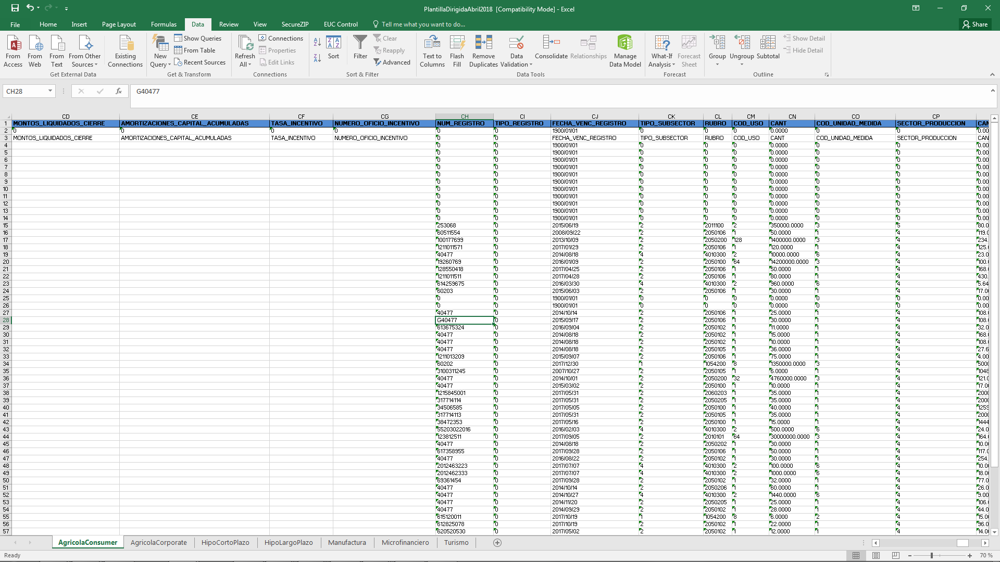 PlantillaDirigidaAbril2018  [Compatibility Mode] - Excel
File Home Insert Page Layout Formulas Data Review View SecureZIP EUC Control Tell me what you want to do... Share
From Access
From Web
From Text
From Other Sources
Existing Connections
Get External Data
New Query
Show Queries
From Table
Recent Sources
Get & Transform
Refresh All
Connections
Properties
Edit Links
Connections
Sort
Filter
Clear
Reapply
Advanced
Sort & Filter
Text to Columns
Flash Fill
Remove Duplicates
Data Validation
Consolidate
Relationships
Manage Data Model
Data Tools
What-If Analysis
Forecast Sheet
Forecast
Group
Ungroup
Subtotal
Show Detail
Hide Detail
Outline
CH28 fx G40477
CD CE CF CG CH CI CJ CK CL CM CN CO CP
1 MONTOS_LIQUIDADOS_CIERRE AMORTIZACIONES_CAPITAL_ACUMULADAS TASA_INCENTIVO NUMERO_OFICIO_INCENTIVO NUM_REGISTRO TIPO_REGISTRO FECHA_VENC_REGISTRO TIPO_SUBSECTOR RUBRO COD_USO CANT COD_UNIDAD_MEDIDA SECTOR_PRODUCCION CAN
2 0 0 0 0 0 0 1900/01/01 0 0 0 0.0000 0 0 0.00
3 MONTOS_LIQUIDADOS_CIERRE AMORTIZACIONES_CAPITAL_ACUMULADAS TASA_INCENTIVO NUMERO_OFICIO_INCENTIVO 0 0 FECHA_VENC_REGISTRO TIPO_SUBSECTOR RUBRO COD_USO CANT COD_UNIDAD_MEDIDA SECTOR_PRODUCCION CAN
4 0 0 1900/01/01 0 0 0 0.0000 0 0 0.00
5 0 0 1900/01/01 0 0 0 0.0000 0 0 0.00
6 0 0 1900/01/01 0 0 0 0.0000 0 0 0.00
7 0 0 1900/01/01 0 0 0 0.0000 0 0 0.00
8 0 0 1900/01/01 0 0 0 0.0000 0 0 0.00
9 0 0 1900/01/01 0 0 0 0.0000 0 0 0.00
10 0 0 1900/01/01 0 0 0 0.0000 0 0 0.00
11 0 0 1900/01/01 0 0 0 0.0000 0 0 0.00
12 0 0 1900/01/01 0 0 0 0.0000 0 0 0.00
13 0 0 1900/01/01 0 0 0 0.0000 0 0 0.00
14 0 0 1900/01/01 0 0 0 0.0000 0 0 0.00
15 253068 0 2015/06/19 2 2011100 2 350000.0000 3 5 80.0
16 60511554 0 2008/09/22 2 2050106 1 50.0000 1 4 119.0
17 100177699 0 2013/10/09 2 2050200 128 1400000.0000 3 4 234.
18 1211011571 0 2017/01/29 2 2050106 1 120.0000 1 4 125.0
19 40477 0 2014/08/18 4 4010300 2 10000.0000 6 4 23.0
20 19260769 0 2016/01/09 2 2050100 64 14200000.0000 3 4 100.0
21 128550418 0 2017/04/25 2 2050106 1 50.0000 1 4 168.
22 1211011511 0 2017/04/28 2 2050106 1 80.0000 1 4 430.
23 614259675 0 2016/03/30 4 4010300 2 960.0000 6 4 5.64
24 60203 0 2015/06/03 2 2050106 1 30.0000 1 4 17.00
25 0 0 1900/01/01 0 0 0 0.0000 0 0 0.00
26 0 0 1900/01/01 0 0 0 0.0000 0 0 0.00
27 40477 0 2014/10/14 2 2050106 1 25.0000 1 4 108.
28 G40477 0 2015/09/17 2 2050106 1 30.0000 1 4 108.
29 613675324 0 2016/09/04 2 2050102 1 11.0000 1 4 32.0
30 40477 0 2014/08/18 2 2050102 1 15.0000 1 4 168.
31 40477 0 2014/08/18 2 2050102 1 10.0000 1 4 108.
32 40477 0 2014/08/18 2 2050105 1 36.0000 1 4 27.6
33 1211013209 0 2015/09/07 2 2050106 1 75.0000 1 4 4.00
34 60202 0 2017/12/30 1 1054200 8 1350000.0000 3 4 5000
35 3100311245 0 2007/10/27 2 2050105 1 6.0000 1 4 1048
36 40477 0 2014/10/01 2 2050200 32 4760000.0000 3 4 121.0
37 40477 0 2015/03/02 2 2050100 1 10.0000 1 4 17.00
38 1215845001 0 2017/05/31 2 2060203 1 35.0000 1 4 2000
39 317714114 0 2017/05/31 2 2050205 1 35.0000 1 4 2000
40 34506585 0 2017/05/05 2 2050100 1 40.0000 1 4 1253
41 317714113 0 2017/05/31 2 2050105 1 35.0000 1 4 2000
42 38472353 0 2017/05/16 2 2050100 1 15.0000 1 4 1444
43 55203022016 0 2016/02/03 4 4010300 2 500.0000 6 4 24.0
44 123812511 0 2017/09/05 2 2010101 64 30000000.0000 3 4 164.
45 40477 0 2014/08/18 2 2050202 1 30.0000 1 4 10.00
46 617358955 0 2017/09/28 2 2050106 1 50.0000 1 4 117.0
47 40477 0 2016/08/22 2 2050102 1 30.0000 1 4 254.
48 2012463223 0 2017/07/07 4 4010300 2 100.0000 6 4 10.00
49 2012462333 0 2017/07/07 4 4010300 2 1000.0000 6 4 18.00
50 69361454 0 2017/09/28 2 2050102 1 32.0000 1 4 77.0
51 40477 0 2014/10/14 2 2050206 1 60.0000 1 4 26.0
52 40477 0 2014/10/27 4 4010300 2 1440.0000 6 4 9.00
53 40477 0 2014/11/20 2 2050205 1 25.0000 1 4 106.
54 40477 0 2014/09/29 2 2050102 1 28.0000 1 4 44.0
55 615120011 0 2017/10/19 1 1054200 8 6.0000 2 4 15.00
56 612825078 0 2017/10/19 2 2050102 1 22.0000 1 4 96.0
57 620520530 0 2017/05/02 2 2050102 1 12.0000 1 4 14.00
AgricolaConsumer AgricolaCorporate HipoCortoPlazo HipoLargoPlazo Manufactura Microfinanciero Turismo
Ready 70 %